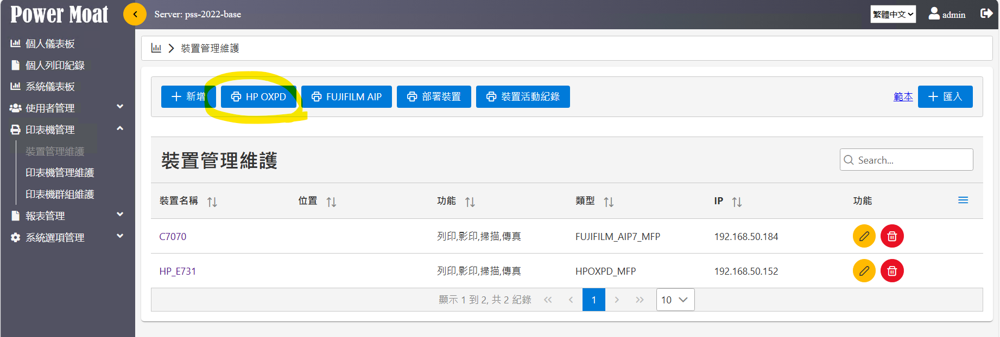 Power Moat
Server: pss-2022-base
繁體中文
admin
個人儀表板
個人列印紀錄
系統儀表板
使用者管理
印表機管理
裝置管理維護
印表機管理維護
印表機群組維護
報表管理
系統選項管理
裝置管理維護
新增 HP OXPD FUJIFILM AIP 部署裝置 裝置活動紀錄 範本 匯入
裝置管理維護
Search...
裝置名稱 位置 功能 類型 IP 功能
C7070 列印,影印,掃描,傳真 FUJIFILM_AIP7_MFP 192.168.50.184
HP_E731 列印,影印,掃描,傳真 HPOXPD_MFP 192.168.50.152
顯示 1 到 2, 共 2 紀錄 1 10